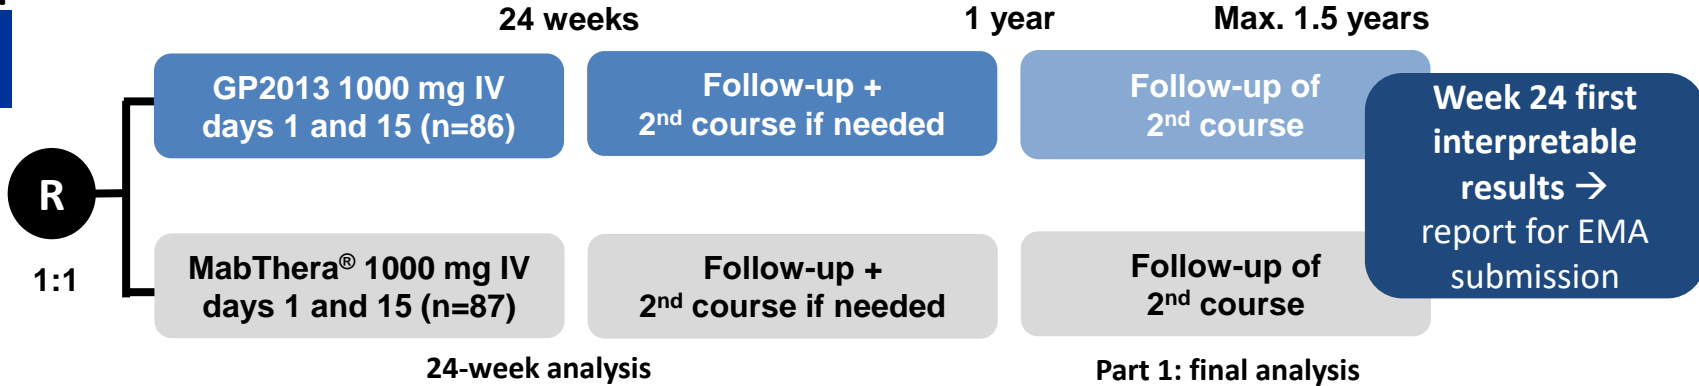 24 weeks
1 year
Max. 1.5 years
GP2013 1000 mg IV
days 1 and 15 (n=86)
Follow-up +
2nd course if needed
Follow-up of
2nd course
Week 24 first
interpretable
results →
report for EMA
submission
R
1:1
MabThera® 1000 mg IV
days 1 and 15 (n=87)
Follow-up +
2nd course if needed
Follow-up of
2nd course
24-week analysis
Part 1: final analysis